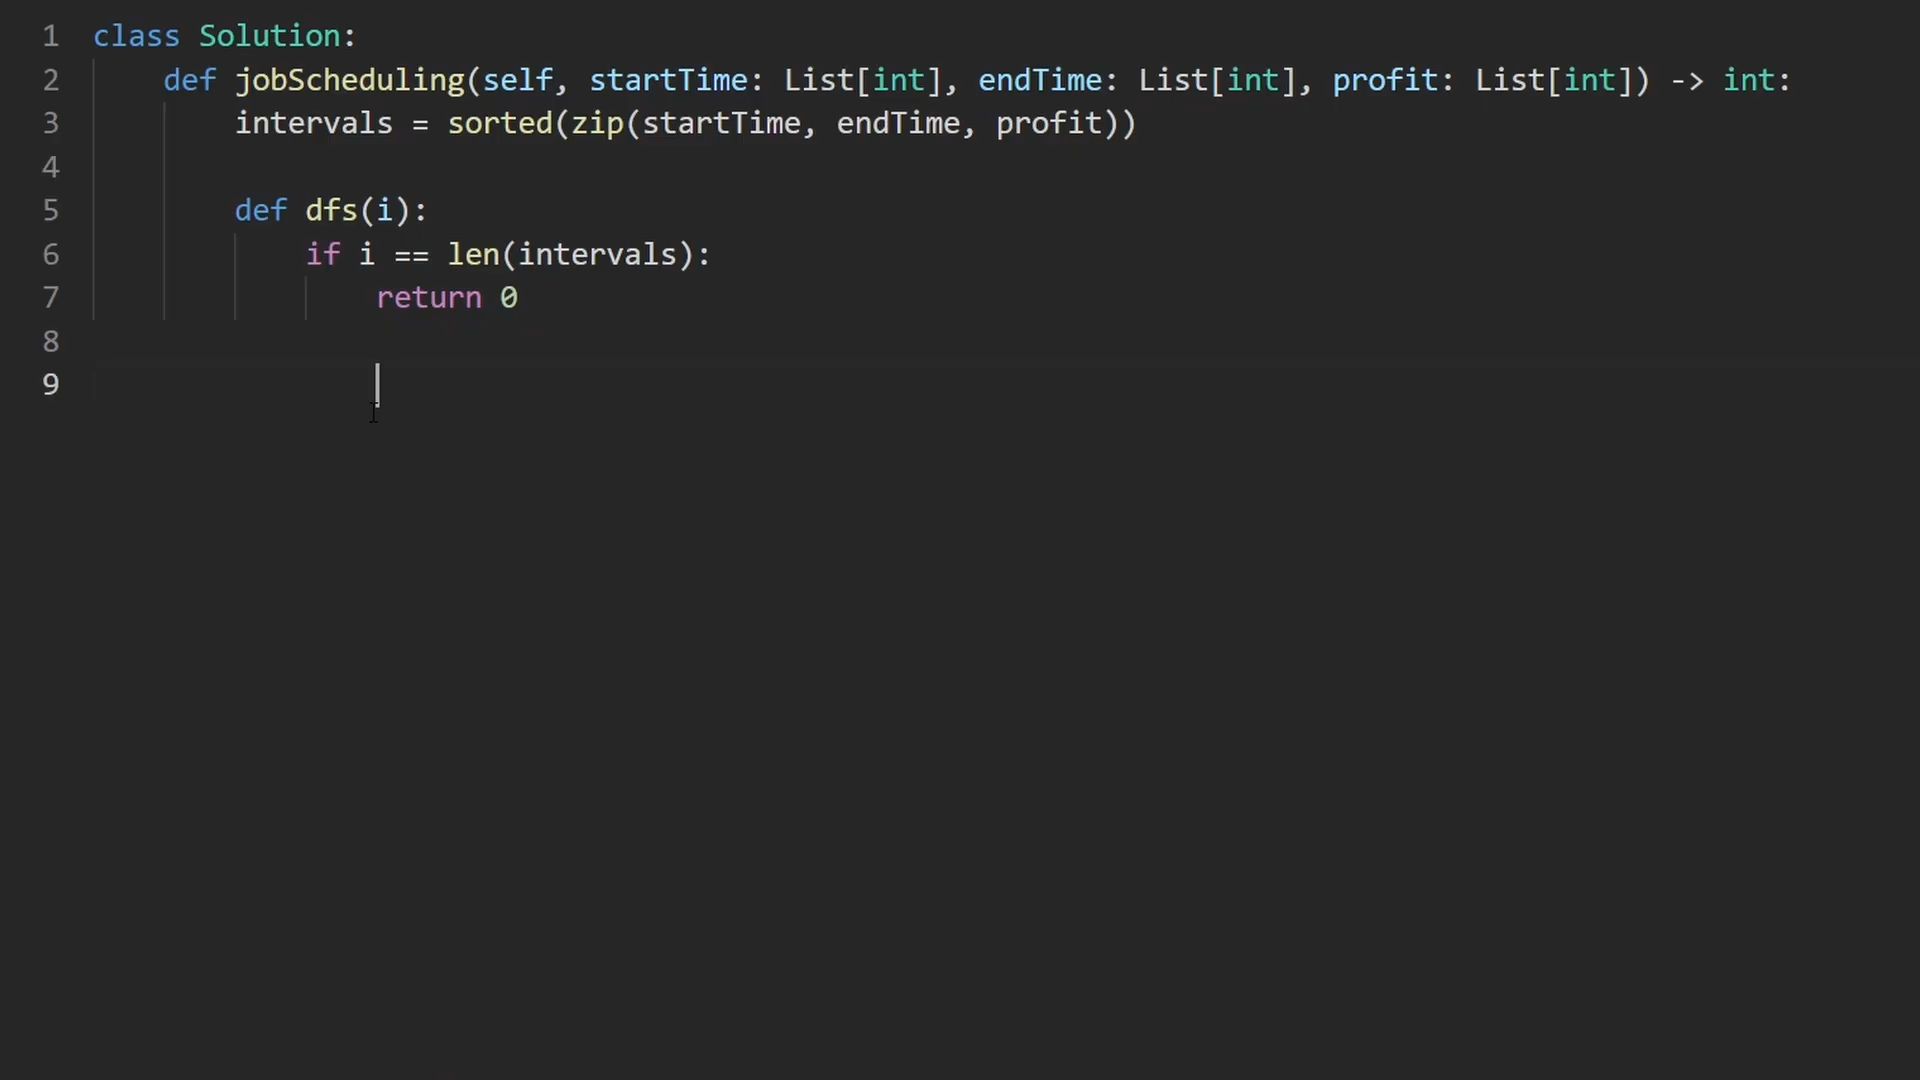 1 class Solution:
2 def jobScheduling(self, startTime: List[int], endTime: List[int], profit: List[int]) -> int:
3 intervals = sorted(zip(startTime, endTime, profit))
4
5 def dfs(i):
6 if i == len(intervals):
7 return 0
8
9